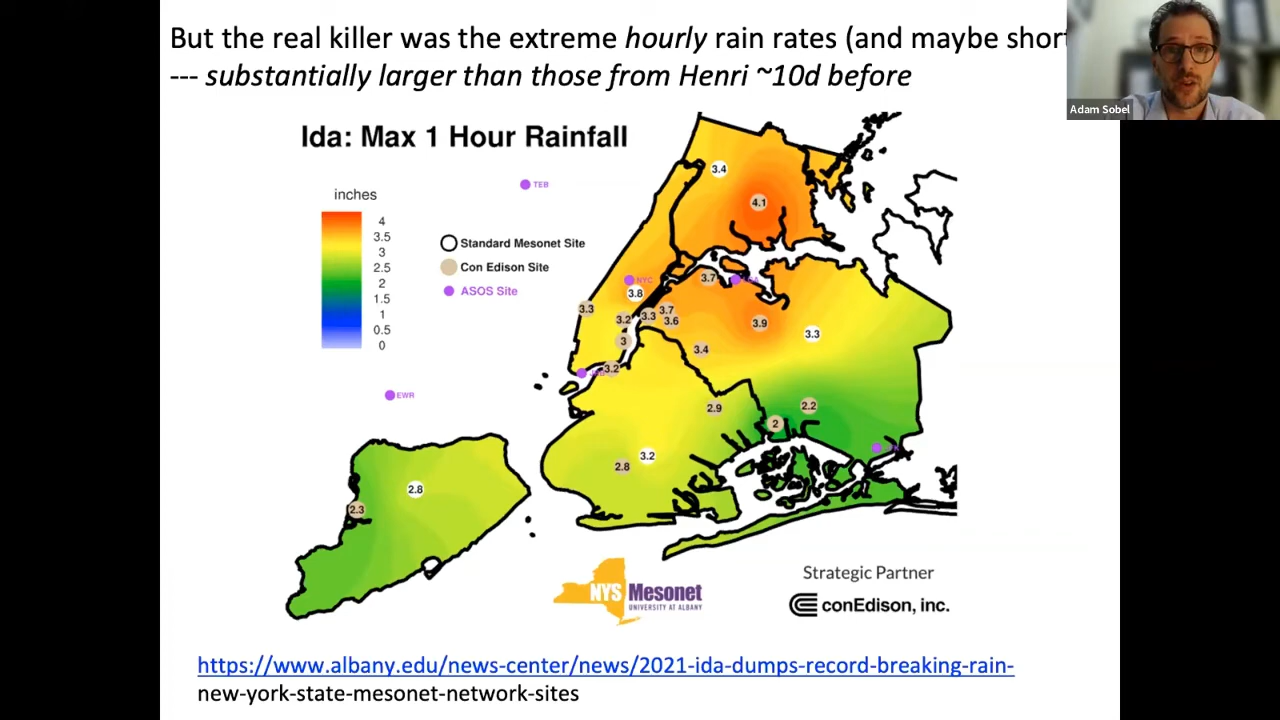 But the real killer was the extreme hourly rain rates (and maybe short
--- substantially larger than those from Henri ~10d before
Adam Sobel
Ida: Max 1 Hour Rainfall
inches
4
3.5
3
2.5
2
1.5
1
0.5
0
Standard Mesonet Site
Con Edison Site
ASOS Site
TEB
3.4
4.1
NYC
3.7
3.8
3.3
3.2
3.3
3.7
3.6
3.9
3.3
3
3.4
3.2
EWR
2.9
2.2
2
3.2
2.8
2.8
2.3
NYS Mesonet
UNIVERSITY AT ALBANY
Strategic Partner
conEdison, inc.
https://www.albany.edu/news-center/news/2021-ida-dumps-record-breaking-rain-
new-york-state-mesonet-network-sites